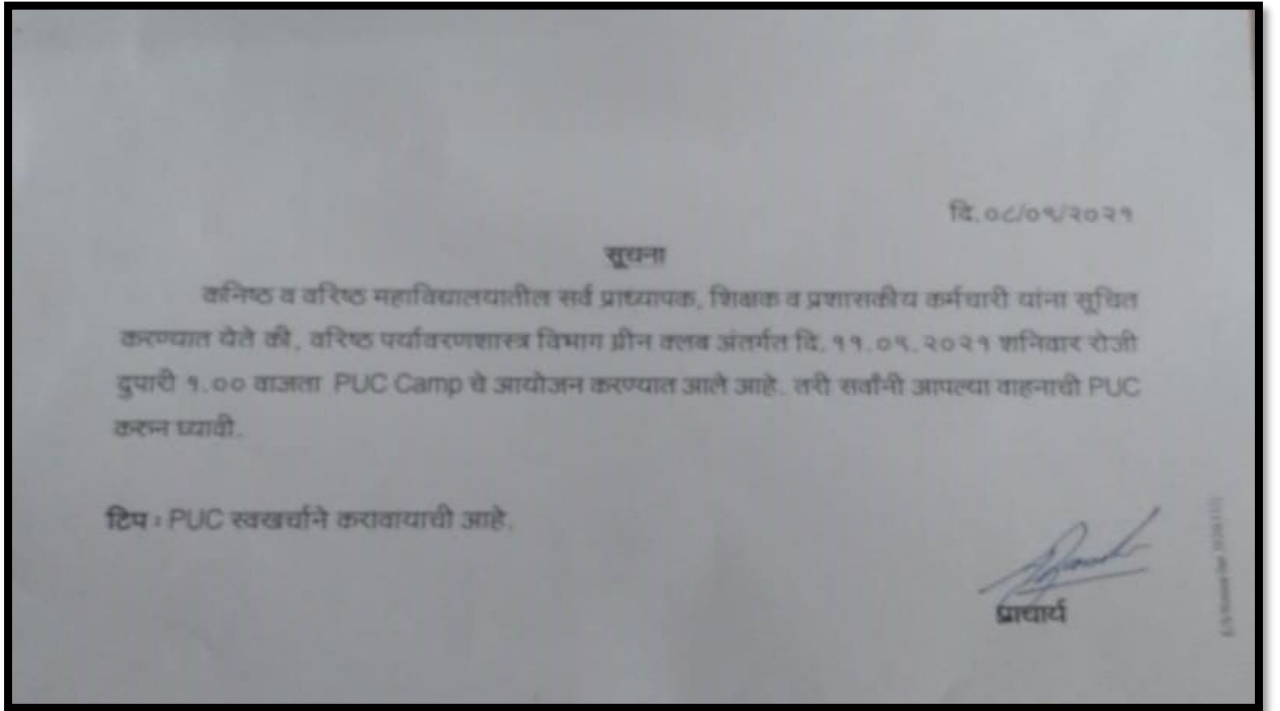 दि.०८/०९/२०२१
सूचना
कनिष्ठ व वरिष्ठ महाविद्यालयातील सर्व प्राध्यापक, शिक्षक व प्रशासकीय कर्मचारी यांना सूचित
करण्यात येते की, वरिष्ठ पर्यावरणशास्त्र विभाग ग्रीन क्लब अंतर्गत दि. ११.०९.२०२१ शनिवार रोजी
दुपारी १.०० वाजता PUC Camp चे आयोजन करण्यात आले आहे. तरी सर्वांनी आपल्या वाहनाची PUC
करुन घ्यावी.
टिप : PUC स्वखर्चाने करावायाची आहे.
प्राचार्य